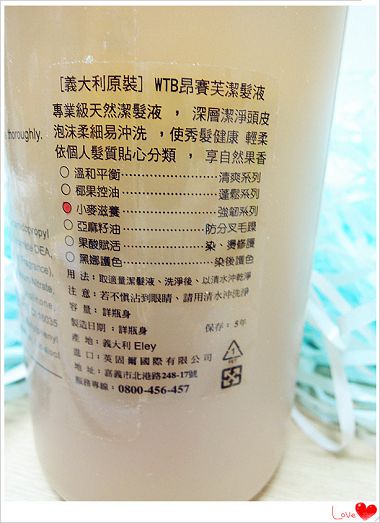 [義大利原裝] WTB昂賽芙潔髮液
專業級天然潔髮液，深層潔淨頭皮
泡沫柔細易沖洗，使秀髮健康 輕柔
依個人髮質貼心分類，享自然果香
○ 溫和平衡··················清爽系列
○ 椰果控油··················蓬鬆系列
● 小麥滋養··················強韌系列
○ 亞麻籽油··················防分叉毛躁
○ 果酸賦活··················染、燙修護
○ 黑娜護色··················染後護色
用 法：取適量潔髮液、洗淨後、以清水沖乾淨
注 意：若不慎沾到眼睛、請用清水沖洗淨
容 量：詳瓶身
製造日期：詳瓶身 保存：5年
產 地：義大利 Eley
進 口：英固爾國際有限公司
地 址：嘉義市北港路248-17號
服務專線：0800-456-457
thoroughly.
DEA,
Fragrance),
Nitrate,
Love